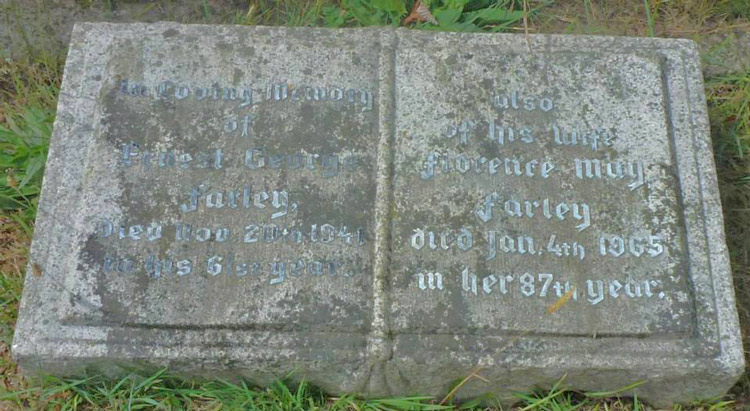 In Loving Memory
of
Ernest George
Farley,
Died Nov. 1941
in his 61st year.
also
of his wife
Florence May
Farley
died Jan. 4th 1965
in her 87th year.